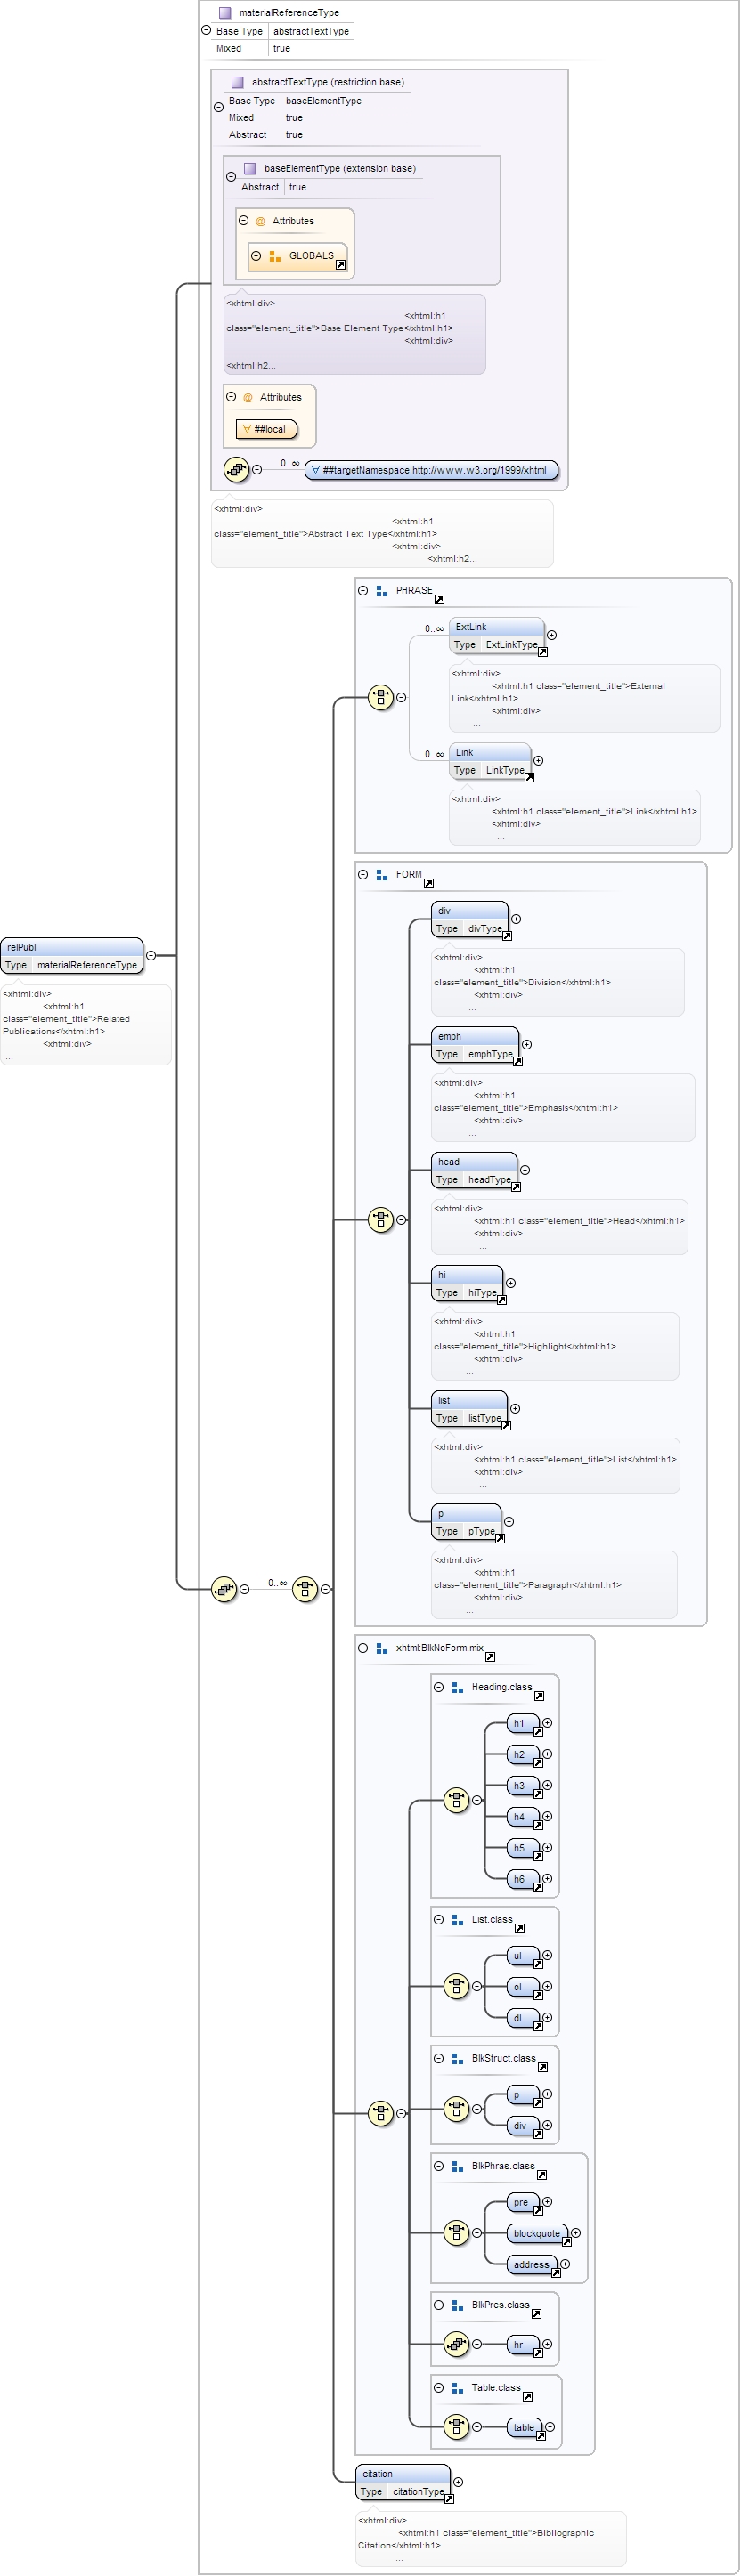 materialReferenceType
Base Type abstractTextType
Mixed true
abstractTextType (restriction base)
Base Type baseElementType
Mixed true
Abstract true
baseElementType (extension base)
Abstract true
@ Attributes
GLOBALS
<xhtml:div>
<xhtml:h1
class="element_title">Base Element Type</xhtml:h1>
<xhtml:div>
<xhtml:h2...
@ Attributes
∀ ##local
0..∞
∀ ##targetNamespace http://www.w3.org/1999/xhtml
<xhtml:div>
<xhtml:h1
class="element_title">Abstract Text Type</xhtml:h1>
<xhtml:div>
<xhtml:h2...
PHRASE
0..∞
ExtLink
Type ExtLinkType
<xhtml:div>
<xhtml:h1 class="element_title">External
Link</xhtml:h1>
<xhtml:div>
...
0..∞
Link
Type LinkType
<xhtml:div>
<xhtml:h1 class="element_title">Link</xhtml:h1>
<xhtml:div>
...
FORM
div
Type divType
<xhtml:div>
<xhtml:h1
class="element_title">Division</xhtml:h1>
<xhtml:div>
...
relPubl
Type materialReferenceType
<xhtml:div>
<xhtml:h1
class="element_title">Related
Publications</xhtml:h1>
<xhtml:div>
...
emph
Type emphType
<xhtml:div>
<xhtml:h1
class="element_title">Emphasis</xhtml:h1>
<xhtml:div>
...
head
Type headType
<xhtml:div>
<xhtml:h1 class="element_title">Head</xhtml:h1>
<xhtml:div>
...
hi
Type hiType
<xhtml:div>
<xhtml:h1
class="element_title">Highlight</xhtml:h1>
<xhtml:div>
...
list
Type listType
<xhtml:div>
<xhtml:h1 class="element_title">List</xhtml:h1>
<xhtml:div>
...
p
Type pType
<xhtml:div>
<xhtml:h1
class="element_title">Paragraph</xhtml:h1>
<xhtml:div>
...
0..∞
xhtml:BlkNoForm.mix
Heading.class
h1
h2
h3
h4
h5
h6
List.class
ul
ol
dl
BlkStruct.class
p
div
BlkPhras.class
pre
blockquote
address
BlkPres.class
hr
Table.class
table
citation
Type citationType
<xhtml:div>
<xhtml:h1 class="element_title">Bibliographic
Citation</xhtml:h1>
...